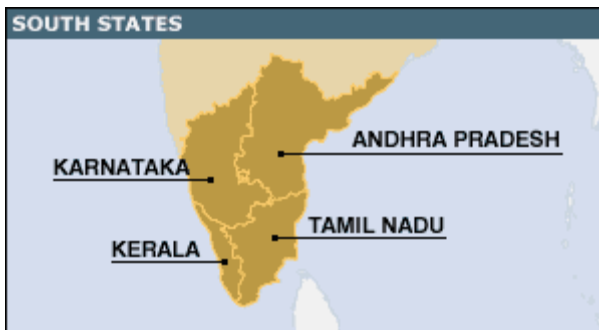 SOUTH STATES
ANDHRA PRADESH
KARNATAKA
TAMIL NADU
KERALA